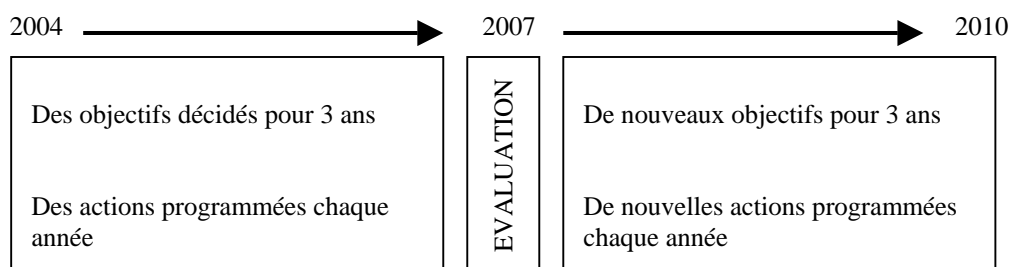 2004 2007 2010
Des objectifs décidés pour 3 ans
Des actions programmées chaque
année
EVALUATION
De nouveaux objectifs pour 3 ans
De nouvelles actions programmées
chaque année